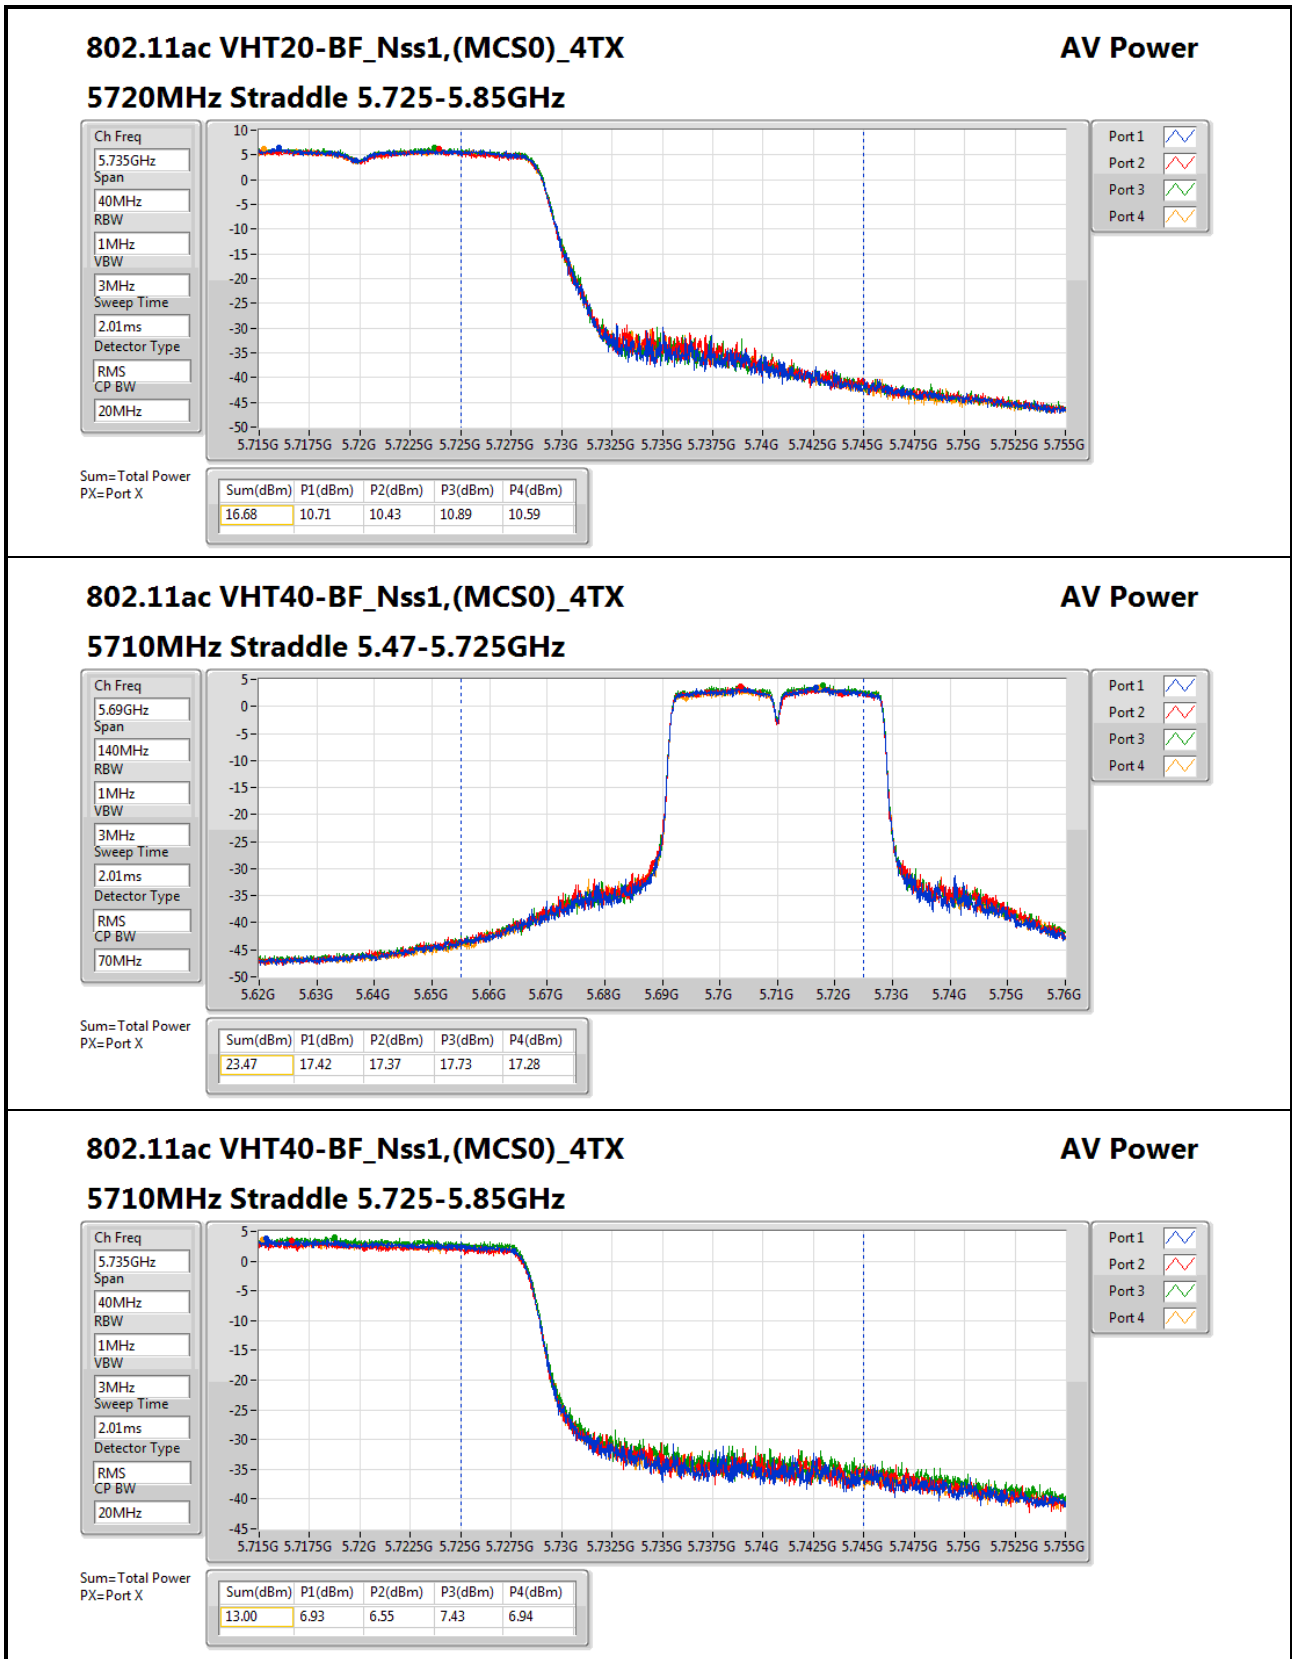 802.11ac VHT20-BF_Nss1,(MCS0)_4TX
AV Power
5720MHz Straddle 5.725-5.85GHz
Ch Freq
5.735GHz
Span
40MHz
RBW
1MHz
VBW
3MHz
Sweep Time
2.01ms
Detector Type
RMS
CP BW
20MHz
10
5
0
-5
-10
-15
-20
-25
-30
-35
-40
-45
-50
5.715G 5.7175G 5.72G 5.7225G 5.725G 5.7275G 5.73G 5.7325G 5.735G 5.7375G 5.74G 5.7425G 5.745G 5.7475G 5.75G 5.7525G 5.755G
Port 1
Port 2
Port 3
Port 4
Sum=Total Power
PX=Port X
Sum(dBm) P1(dBm) P2(dBm) P3(dBm) P4(dBm)
16.68 10.71 10.43 10.89 10.59
802.11ac VHT40-BF_Nss1,(MCS0)_4TX
AV Power
5710MHz Straddle 5.47-5.725GHz
Ch Freq
5.69GHz
Span
140MHz
RBW
1MHz
VBW
3MHz
Sweep Time
2.01ms
Detector Type
RMS
CP BW
70MHz
5
0
-5
-10
-15
-20
-25
-30
-35
-40
-45
-50
5.62G 5.63G 5.64G 5.65G 5.66G 5.67G 5.68G 5.69G 5.7G 5.71G 5.72G 5.73G 5.74G 5.75G 5.76G
Port 1
Port 2
Port 3
Port 4
Sum=Total Power
PX=Port X
Sum(dBm) P1(dBm) P2(dBm) P3(dBm) P4(dBm)
23.47 17.42 17.37 17.73 17.28
802.11ac VHT40-BF_Nss1,(MCS0)_4TX
AV Power
5710MHz Straddle 5.725-5.85GHz
Ch Freq
5.735GHz
Span
40MHz
RBW
1MHz
VBW
3MHz
Sweep Time
2.01ms
Detector Type
RMS
CP BW
20MHz
5
0
-5
-10
-15
-20
-25
-30
-35
-40
-45
5.715G 5.7175G 5.72G 5.7225G 5.725G 5.7275G 5.73G 5.7325G 5.735G 5.7375G 5.74G 5.7425G 5.745G 5.7475G 5.75G 5.7525G 5.755G
Port 1
Port 2
Port 3
Port 4
Sum=Total Power
PX=Port X
Sum(dBm) P1(dBm) P2(dBm) P3(dBm) P4(dBm)
13.00 6.93 6.55 7.43 6.94